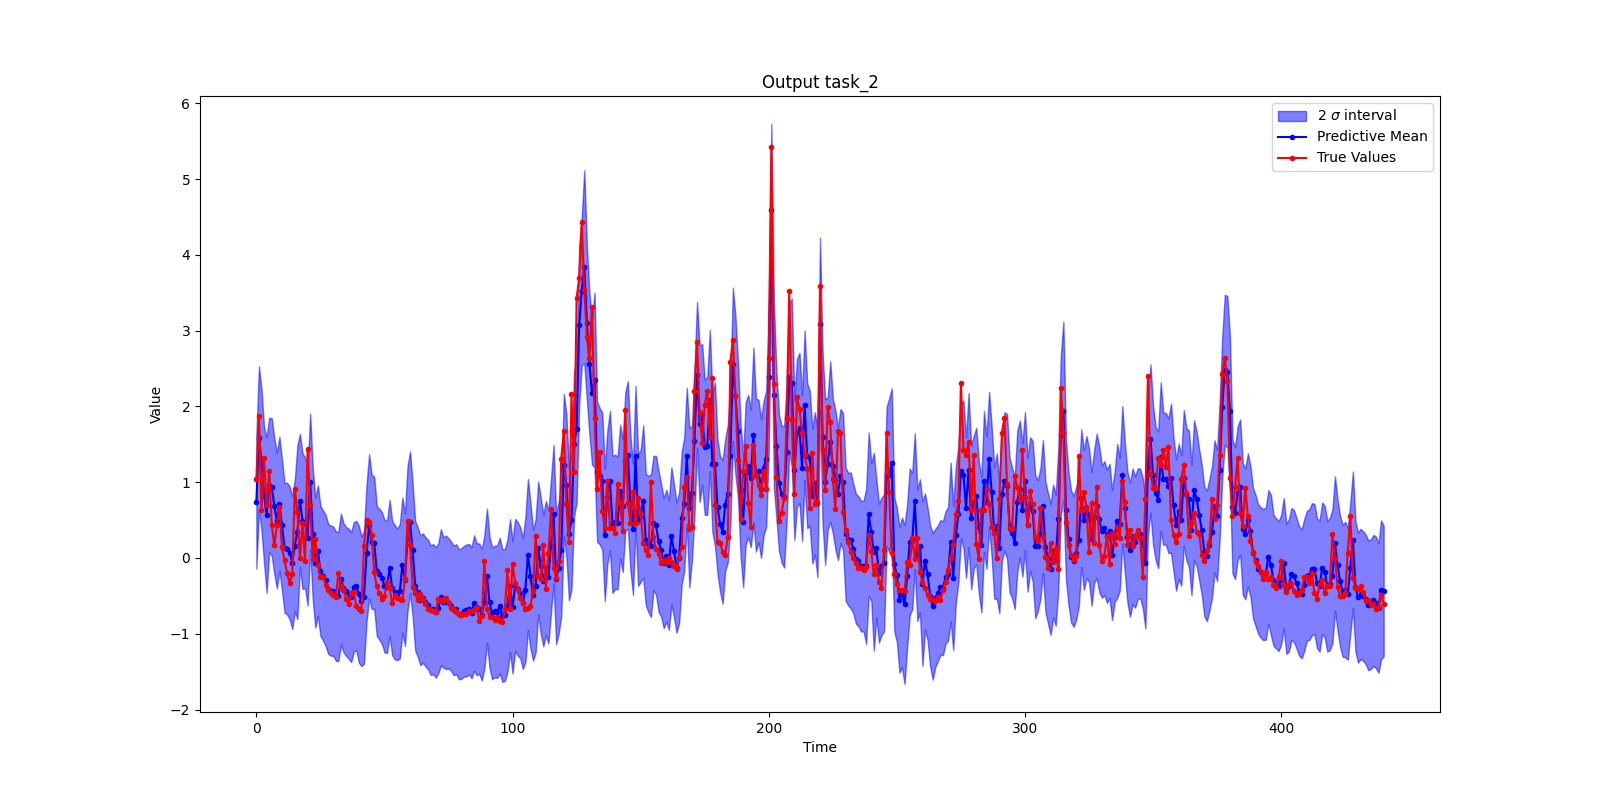 Output task_2
2 σ interval
Predictive Mean
True Values
Value
6
5
4
3
2
1
0
−1
−2
0 100 200 300 400
Time